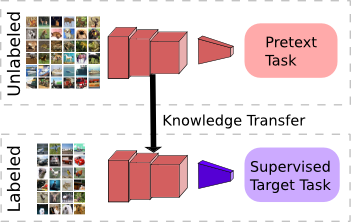 Unlabeled
Pretext
Task
Knowledge Transfer
Labeled
Supervised
Target Task